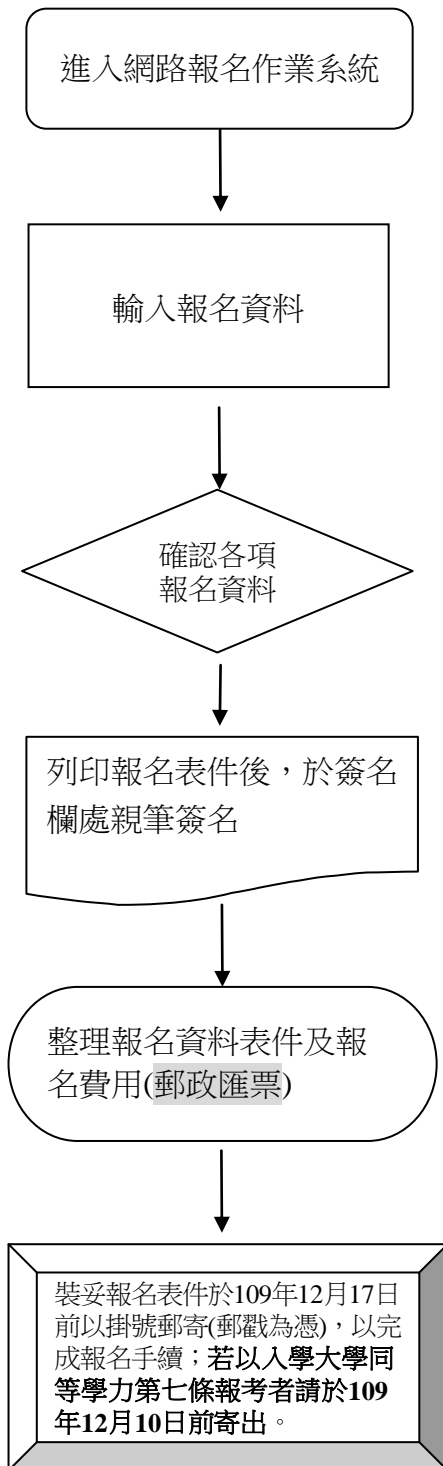 進入網路報名作業系統
輸入報名資料
確認各項
報名資料
列印報名表件後，於簽名
欄處親筆簽名
整理報名資料表件及報
名費用(郵政匯票)
裝妥報名表件於109年12月17日
前以掛號郵寄(郵戳為憑)，以完
成報名手續；若以入學大學同
等學力第七條報考者請於109
年12月10日前寄出。